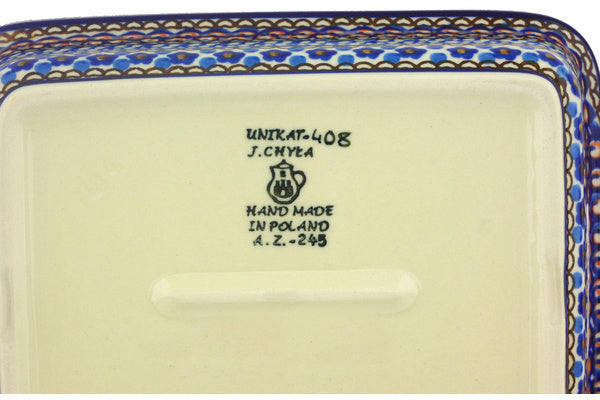 UNIKAT-408
J.CHYŁA
HAND MADE
IN POLAND
A.Z.-245